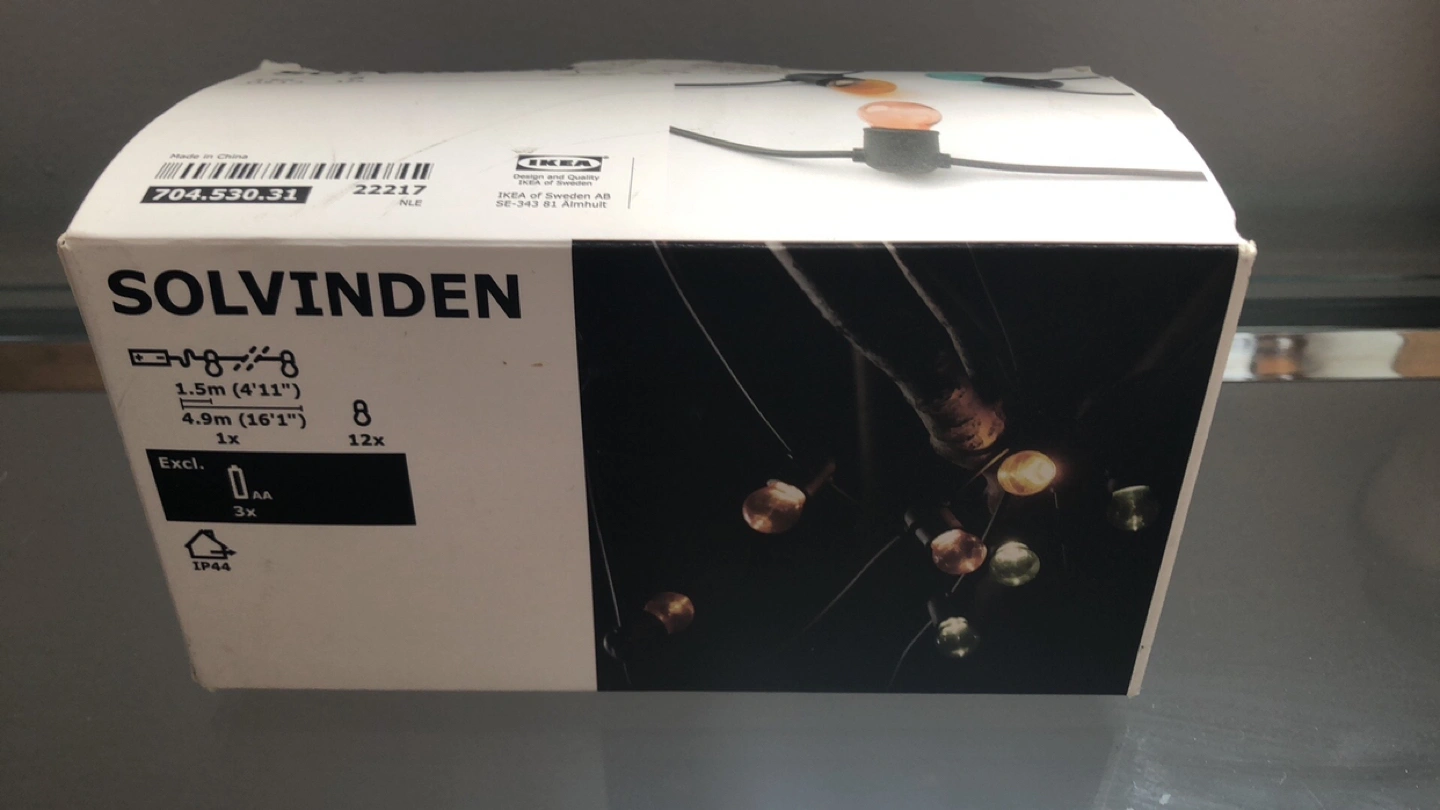 Made in China
704.530.31
22217
NLE
IKEA®
Design and Quality
IKEA of Sweden
IKEA of Sweden AB
SE-343 81 Älmhult
SOLVINDEN
+ -
1.5m (4'11")
4.9m (16'1")
1x
12x
Excl.
AA
3x
IP44